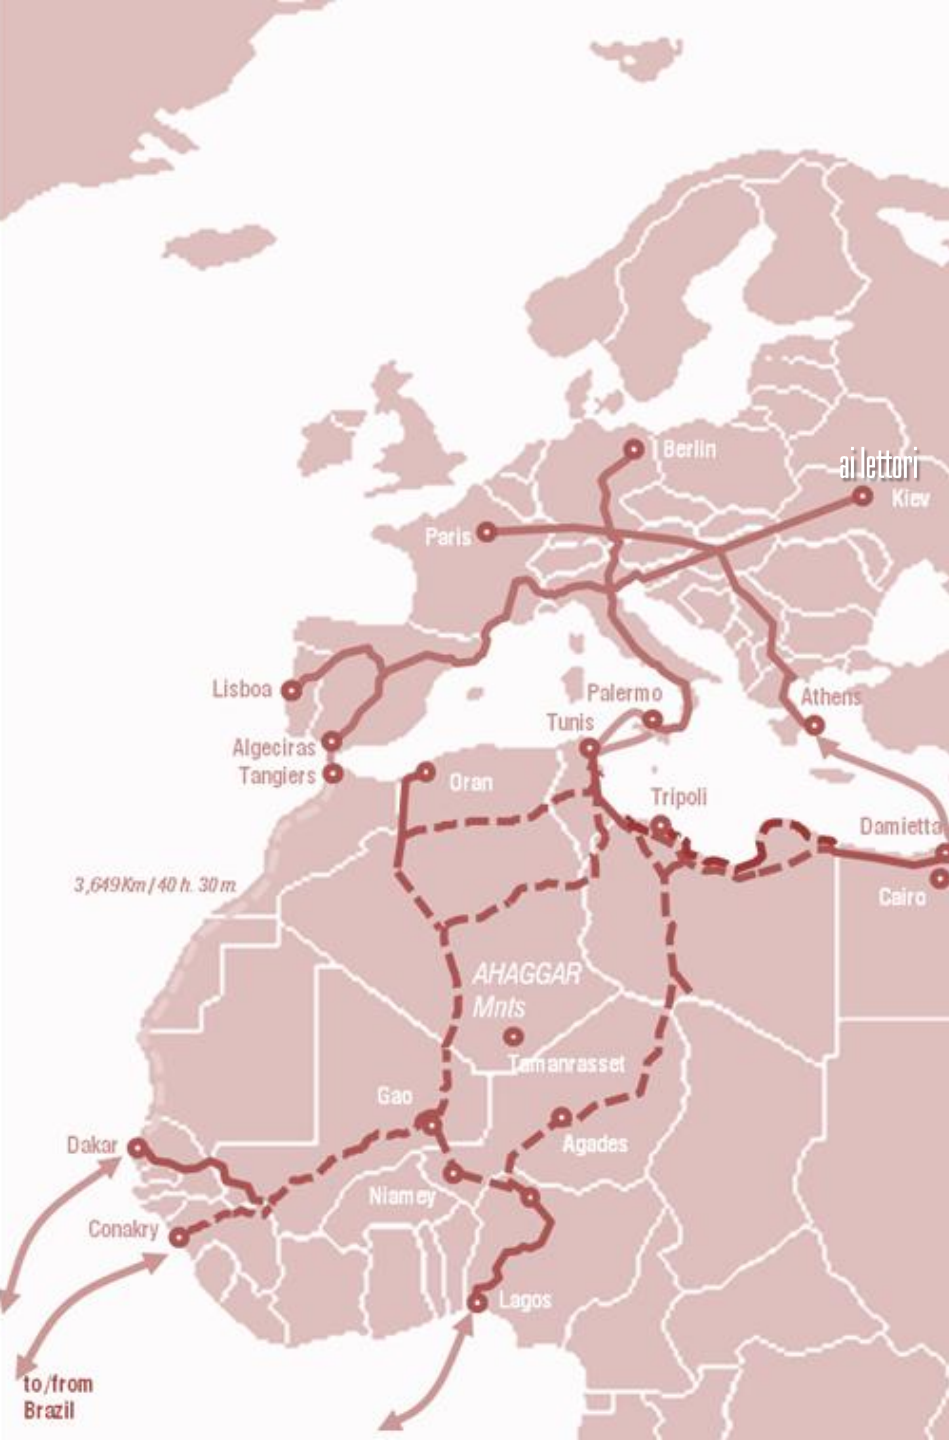 Berlin
ai lettori
Kiev
Paris
Lisboa
Palermo
Athens
Tunis
Algeciras
Tangiers
Oran
Tripoli
Damietta
3,649Km/40 h. 30 m.
Cairo
AHAGGAR
Mnts
Tamanrasset
Gao
Dakar
Agades
Niamey
Conakry
Lagos
to/from
Brazil